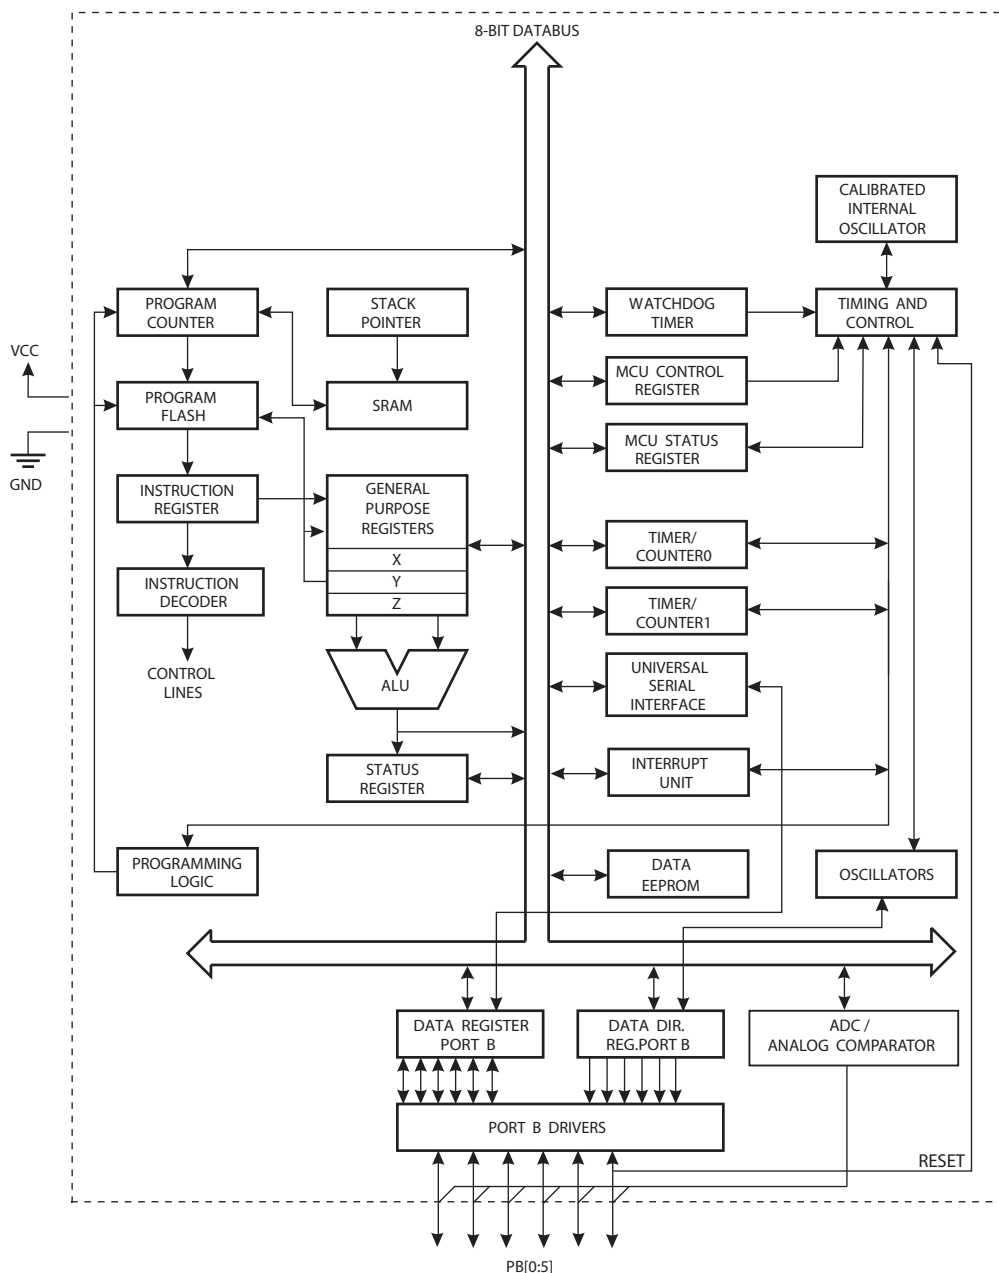 8-BIT DATABUS
CALIBRATED
INTERNAL
OSCILLATOR
PROGRAM
COUNTER
STACK
POINTER
WATCHDOG
TIMER
TIMING AND
CONTROL
VCC
PROGRAM
FLASH
SRAM
MCU CONTROL
REGISTER
MCU STATUS
REGISTER
GND
INSTRUCTION
REGISTER
GENERAL
PURPOSE
REGISTERS
X
Y
Z
TIMER/
COUNTER0
INSTRUCTION
DECODER
TIMER/
COUNTER1
CONTROL
LINES
ALU
UNIVERSAL
SERIAL
INTERFACE
STATUS
REGISTER
INTERRUPT
UNIT
PROGRAMMING
LOGIC
DATA
EEPROM
OSCILLATORS
DATA REGISTER
PORT B
DATA DIR.
REG.PORT B
ADC /
ANALOG COMPARATOR
PORT B DRIVERS
RESET
PB[0:5]